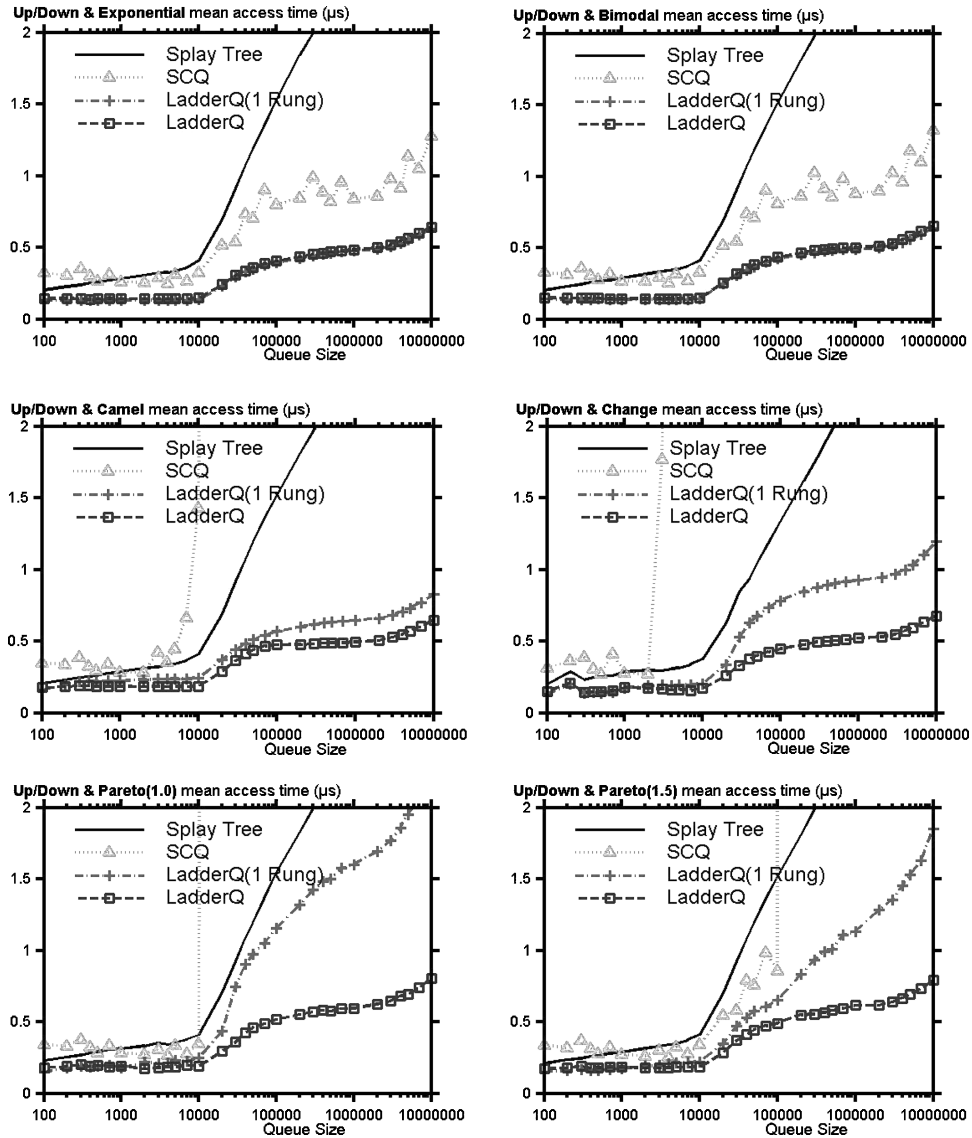 Up/Down & Exponential mean access time (µs)
2
1.5
1
0.5
0
Splay Tree
SCQ
LadderQ(1 Rung)
LadderQ
100 1000 10000 100000 1000000 10000000
Queue Size
Up/Down & Bimodal mean access time (µs)
2
1.5
1
0.5
0
Splay Tree
SCQ
LadderQ(1 Rung)
LadderQ
100 1000 10000 100000 1000000 10000000
Queue Size
Up/Down & Camel mean access time (µs)
2
1.5
1
0.5
0
Splay Tree
SCQ
LadderQ(1 Rung)
LadderQ
100 1000 10000 100000 1000000 10000000
Queue Size
Up/Down & Change mean access time (µs)
2
1.5
1
0.5
0
Splay Tree
SCQ
LadderQ(1 Rung)
LadderQ
100 1000 10000 100000 1000000 10000000
Queue Size
Up/Down & Pareto(1.0) mean access time (µs)
2
1.5
1
0.5
0
Splay Tree
SCQ
LadderQ(1 Rung)
LadderQ
100 1000 10000 100000 1000000 10000000
Queue Size
Up/Down & Pareto(1.5) mean access time (µs)
2
1.5
1
0.5
0
Splay Tree
SCQ
LadderQ(1 Rung)
LadderQ
100 1000 10000 100000 1000000 10000000
Queue Size